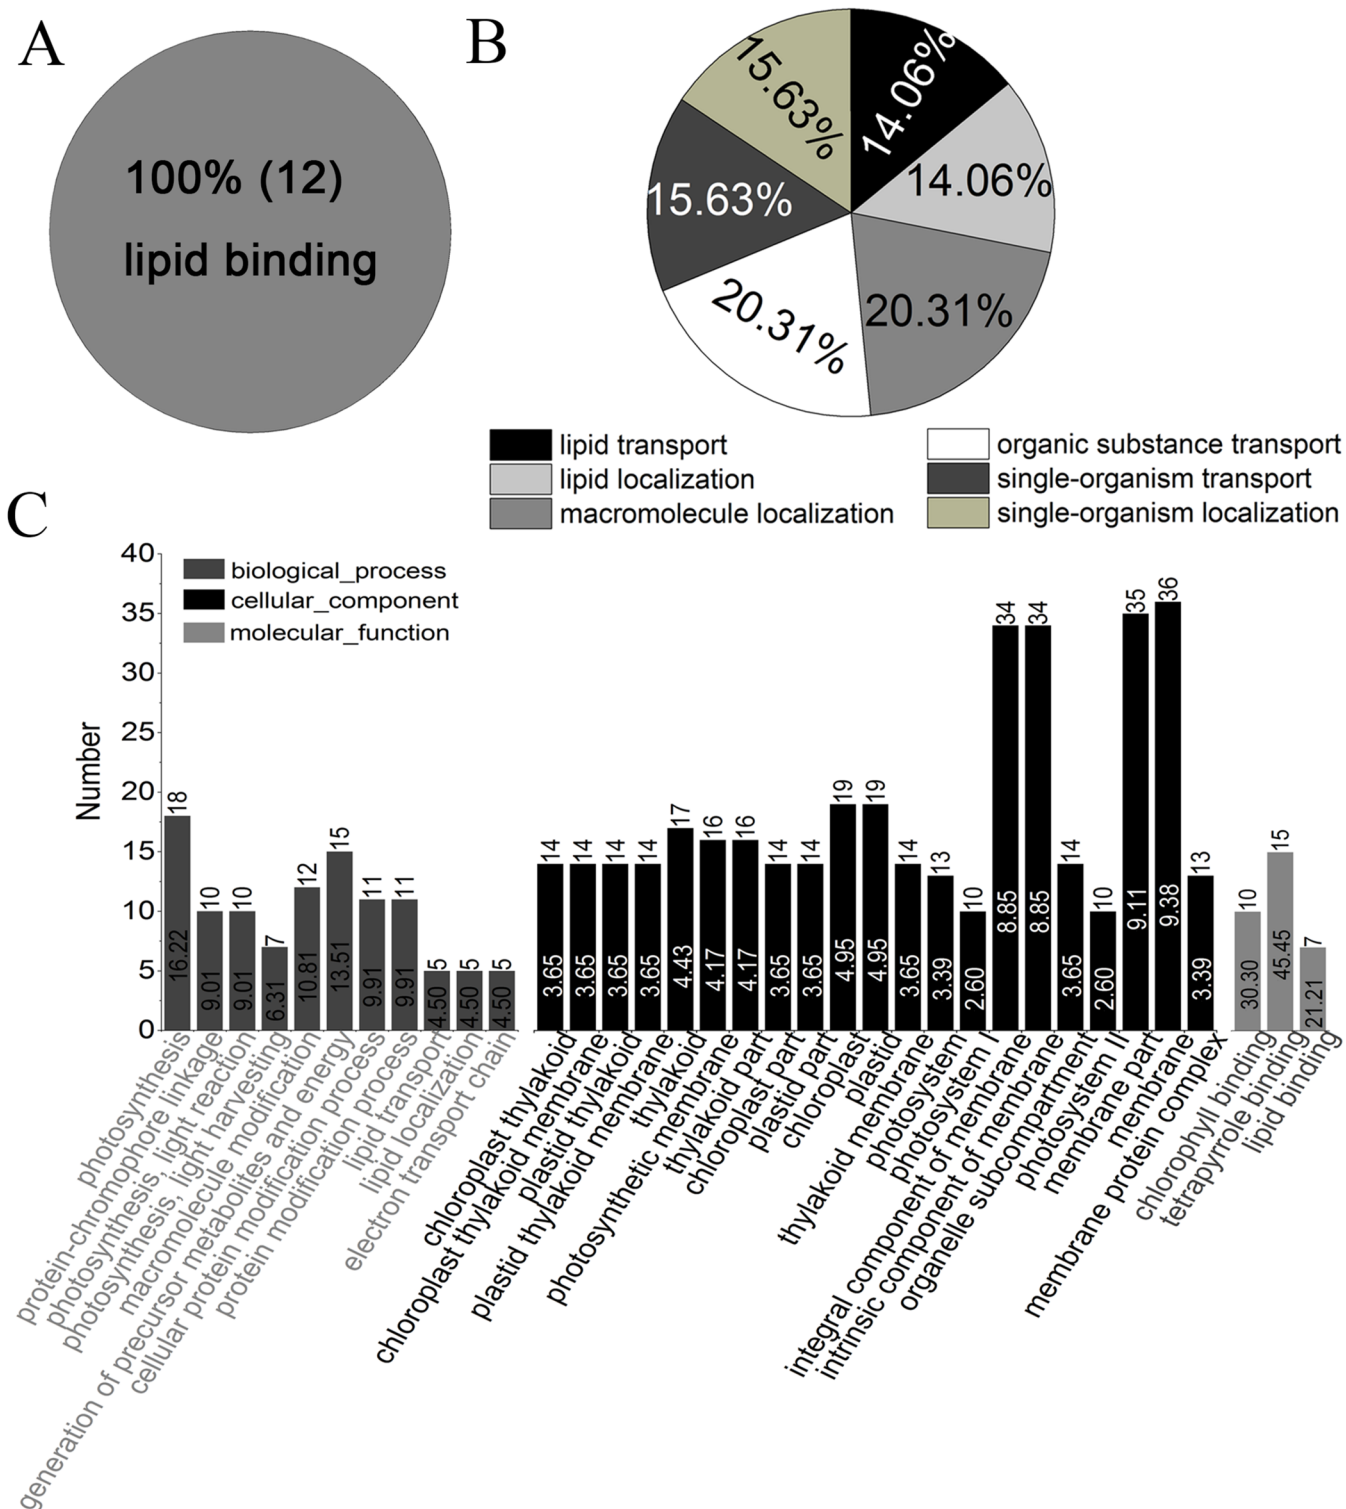 A
100% (12)
lipid binding
B
14.06%
14.06%
20.31%
20.31%
15.63%
15.63%
lipid transport
lipid localization
macromolecule localization
organic substance transport
single-organism transport
single-organism localization
C
Number
40
35
30
25
20
15
10
5
0
biological_process
cellular_component
molecular_function
18
10
10
7
12
15
11
11
5
5
5
16.22
9.01
9.01
6.31
10.81
13.51
9.91
9.91
4.50
4.50
4.50
14
14
14
14
17
16
16
14
14
19
19
14
13
10
34
34
14
10
35
36
13
3.65
3.65
3.65
3.65
4.43
4.17
4.17
3.65
3.65
4.95
4.95
3.65
3.39
2.60
8.85
8.85
3.65
2.60
9.11
9.38
3.39
10
15
7
30.30
45.45
21.21
photosynthesis
protein-chromophore linkage
photosynthesis, light reaction
photosynthesis, light harvesting
macromolecule modification
generation of precursor metabolites and energy
cellular protein modification process
protein modification process
lipid transport
lipid localization
electron transport chain
chloroplast thylakoid
chloroplast thylakoid membrane
plastid thylakoid
plastid thylakoid membrane
thylakoid
photosynthetic membrane
thylakoid part
chloroplast part
plastid part
chloroplast
plastid
thylakoid membrane
photosystem
photosystem I
integral component of membrane
intrinsic component of membrane
organelle subcompartment
photosystem II
membrane part
membrane
membrane protein complex
chlorophyll binding
tetrapyrrole binding
lipid binding